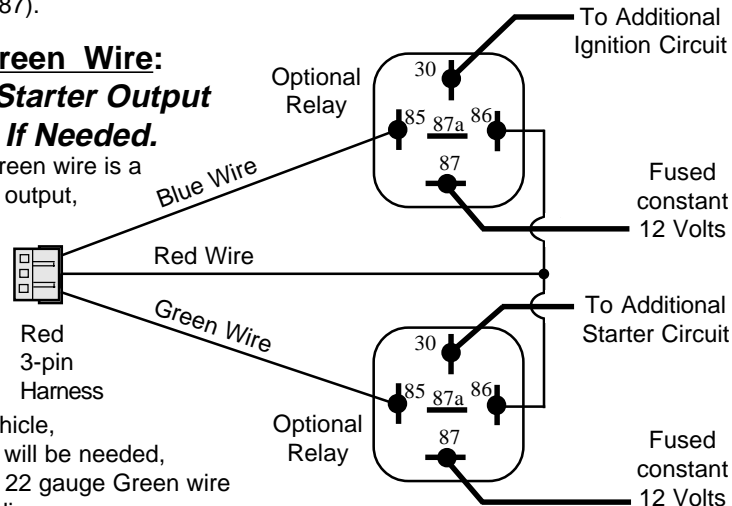 87).
Green Wire:
Starter Output
If Needed.
reen wire is a
output,
To Additional
Ignition Circuit
Optional
Relay
30
85
87a
86
87
Fused
constant
12 Volts
Blue Wire
Red Wire
Green Wire
Red
3-pin
Harness
To Additional
Starter Circuit
30
85
87a
86
87
Optional
Relay
Fused
constant
12 Volts
hicle,
will be needed,
22 gauge Green wire